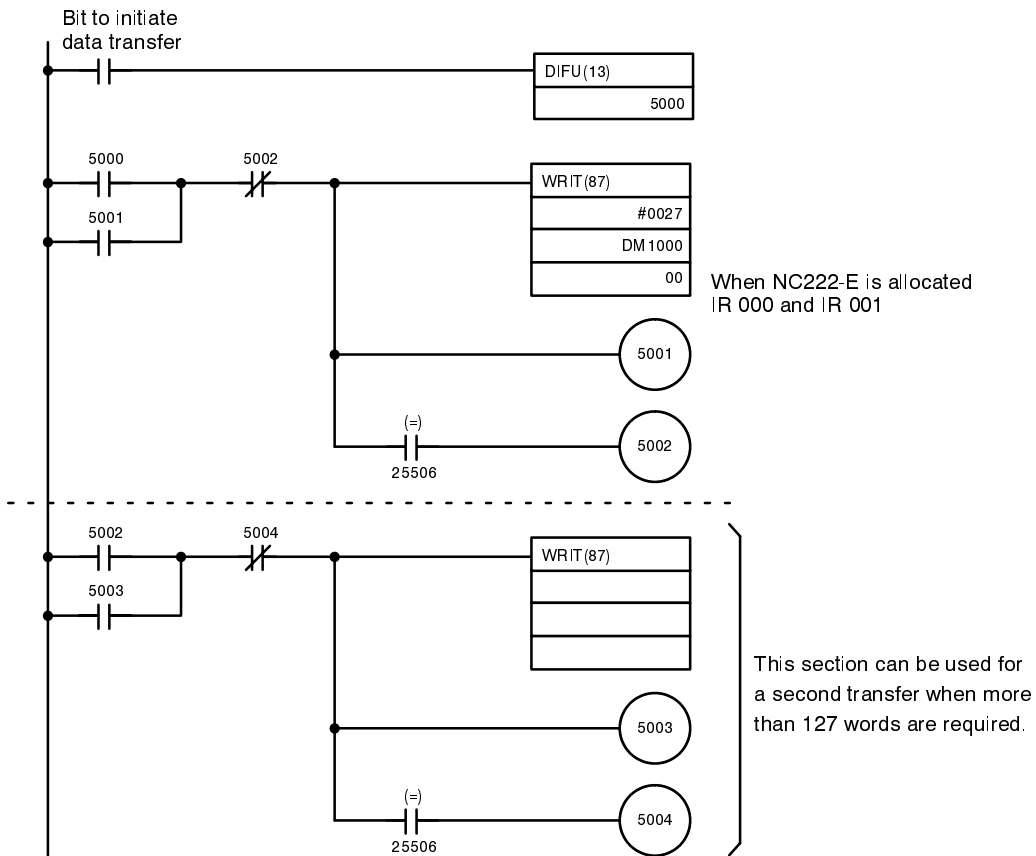 Bit to initiate
data transfer
DIFU(13)
5000
5000
5002
WRIT(87)
#0027
5001
DM 1000
00
When NC222-E is allocated
IR 000 and IR 001
5001
(=)
5002
25506
5002
5004
WRIT(87)
5003
This section can be used for
a second transfer when more
than 127 words are required.
5003
(=)
5004
25506